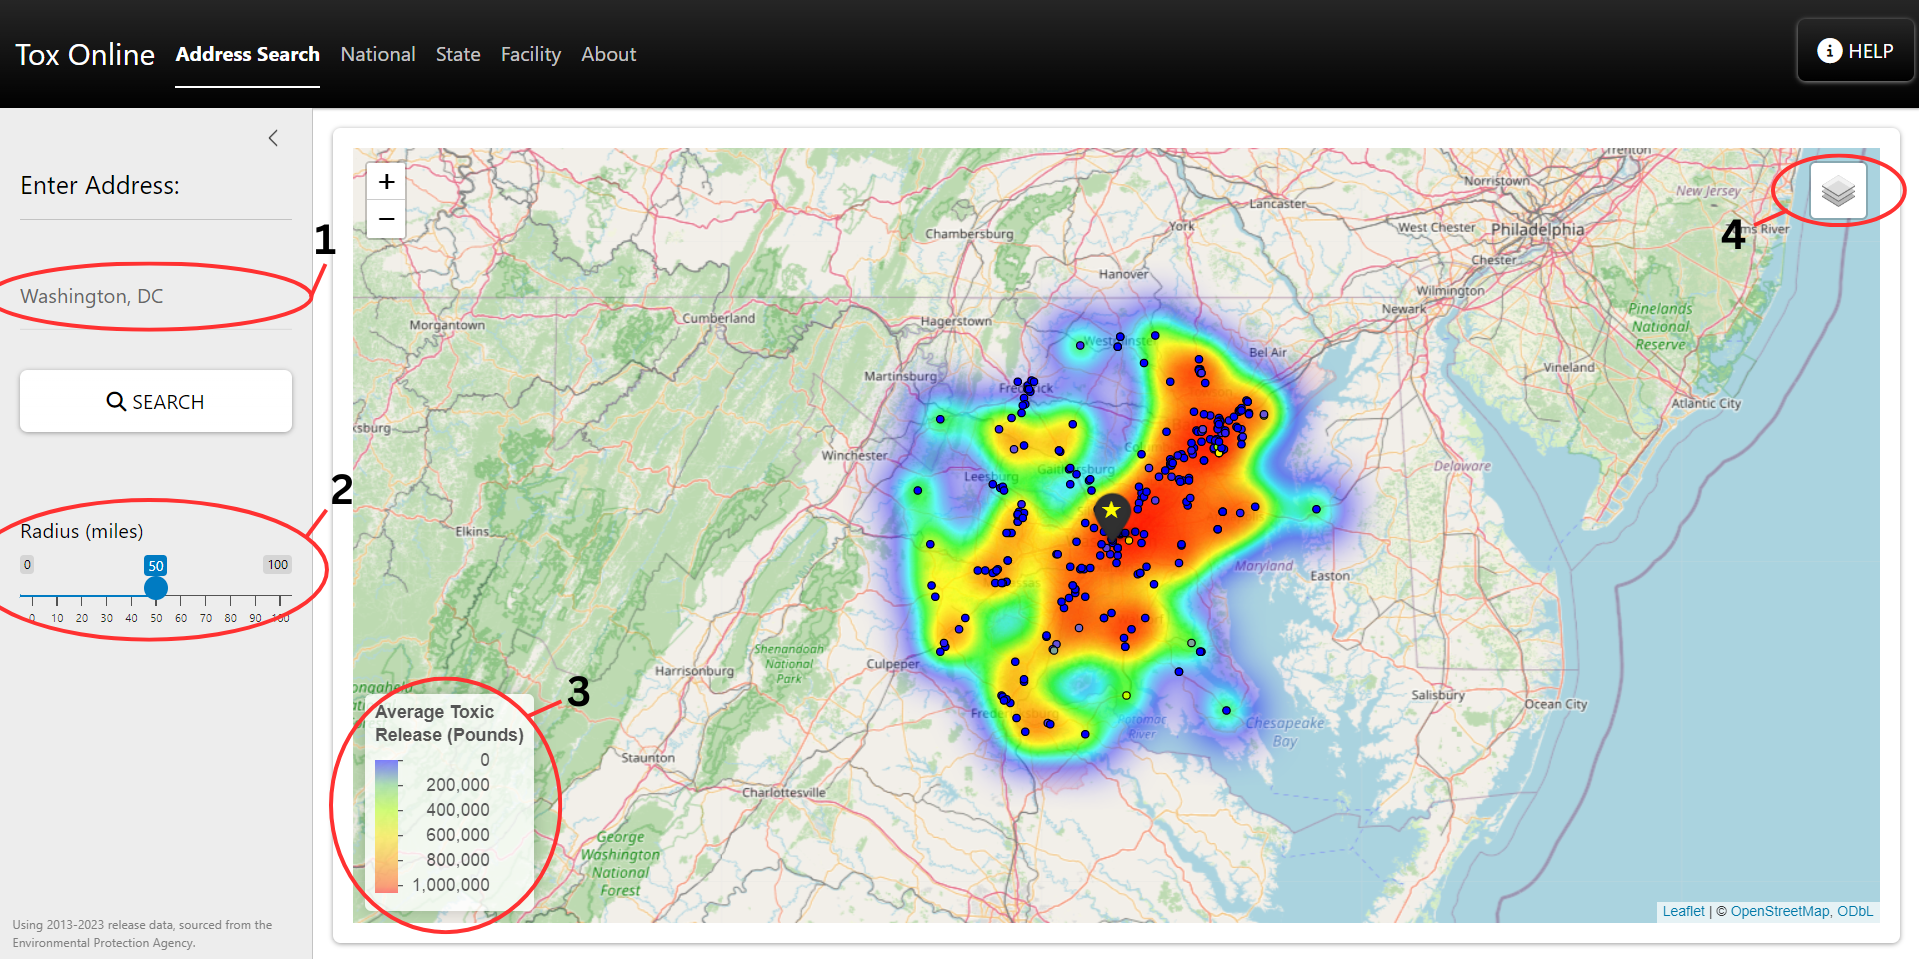 Tox Online
Address Search
National
State
Facility
About
HELP
Enter Address:
1
Washington, DC
SEARCH
2
Radius (miles)
0
50
100
0 10 20 30 40 50 60 70 80 90 100
Using 2013-2023 release data, sourced from the
Environmental Protection Agency.
+
−
4
3
Average Toxic
Release (Pounds)
0
200,000
400,000
600,000
800,000
1,000,000
Trenton
Norristown
New Jersey
Lancaster
Chambersburg
York
West Chester
Philadelphia
ms River
Chester
Hanover
Wilmington
Newark
Pinelands
National
Reserve
Morgantown
Cumberland
Hagerstown
Westminster
Bel Air
Vineland
Martinsburg
Frederick
Atlantic City
ksburg
Winchester
Delaware
Leesburg
Gaithersburg
Elkins
Maryland
Easton
Shenandoah
National
Park
Harrisonburg
Culpeper
Salisbury
Ocean City
Potomac
River
Chesapeake
Bay
Staunton
Charlottesville
George
Washington
National
Forest
Leaflet | © OpenStreetMap, ODbL